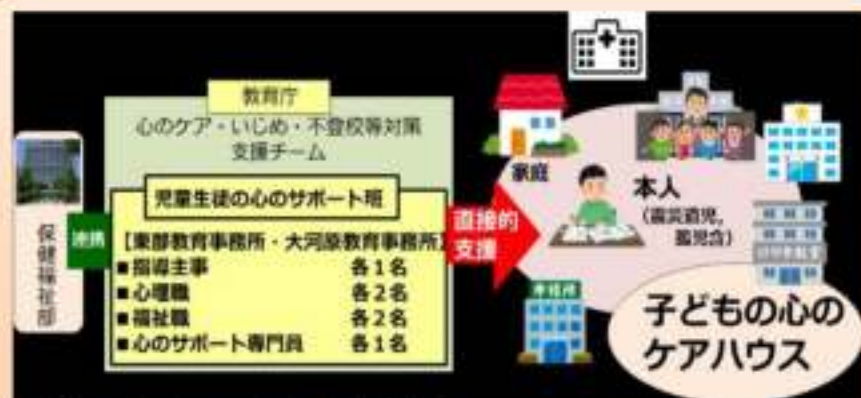 教育庁
心のケア・いじめ・不登校等対策
支援チーム
児童生徒の心のサポート班
保健福祉部
連携
【東部教育事務所・大河原教育事務所】
■指導主事 各1名
■心理職 各2名
■福祉職 各2名
■心のサポート専門員 各1名
直接的
支援
家庭
本人
(震災遺児,
孤児含)
子どもの心の
ケアハウス